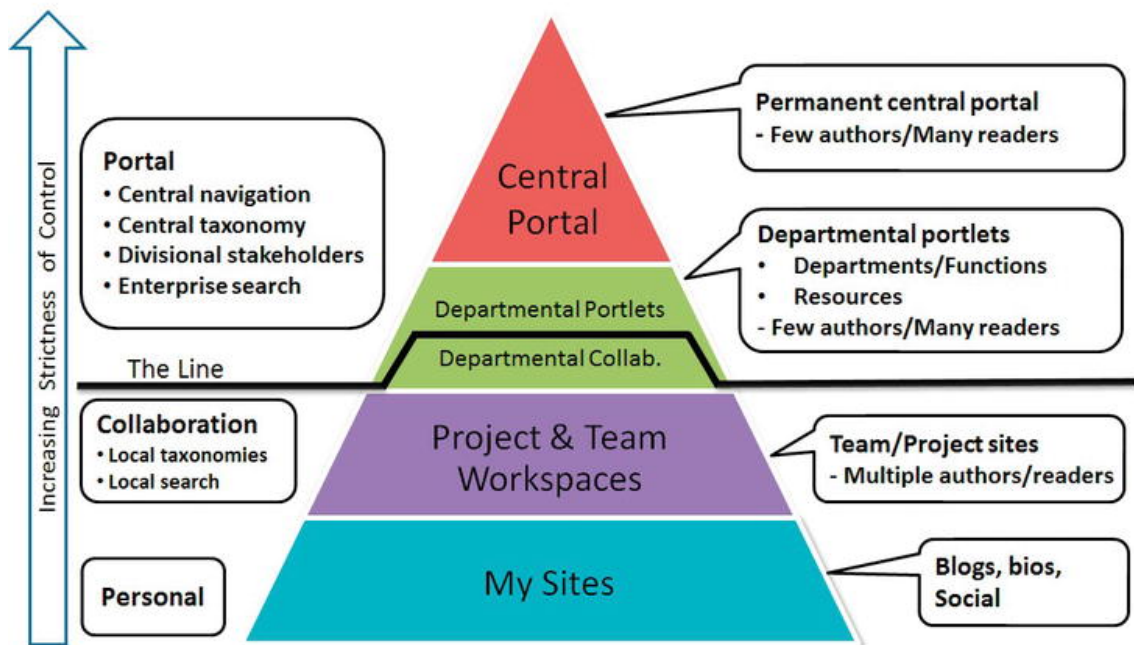 Increasing Strictness of Control
Portal
• Central navigation
• Central taxonomy
• Divisional stakeholders
• Enterprise search
The Line
Collaboration
• Local taxonomies
• Local search
Personal
Central
Portal
Departmental Portlets
Departmental Collab.
Project & Team
Workspaces
My Sites
Permanent central portal
- Few authors/Many readers
Departmental portlets
• Departments/Functions
• Resources
- Few authors/Many readers
Team/Project sites
- Multiple authors/readers
Blogs, bios,
Social